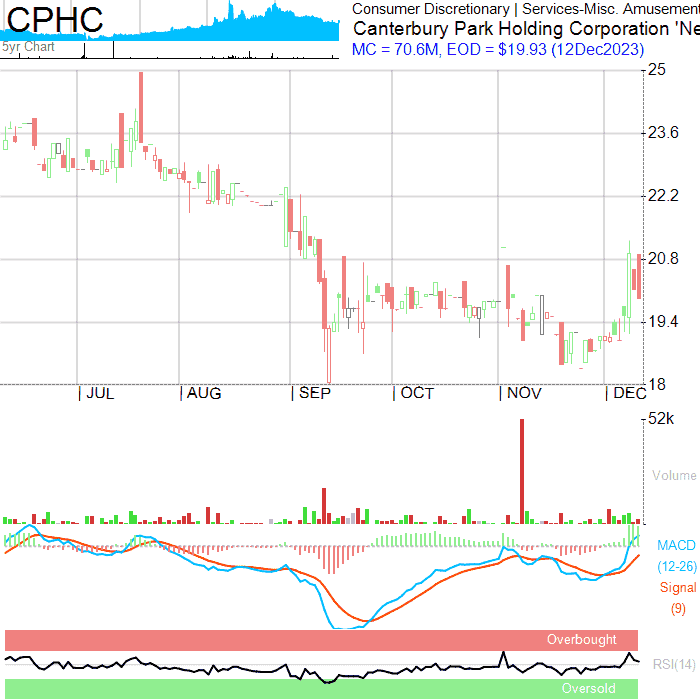 CPHC
5yr Chart
Consumer Discretionary | Services-Misc. Amusement
Canterbury Park Holding Corporation 'Ne
MC = 70.6M, EOD = $19.93 (12Dec2023)
25
23.6
22.2
20.8
19.4
18
JUL
AUG
SEP
OCT
NOV
DEC
52k
Volume
MACD
(12-26)
Signal
(9)
Overbought
RSI(14)
Oversold